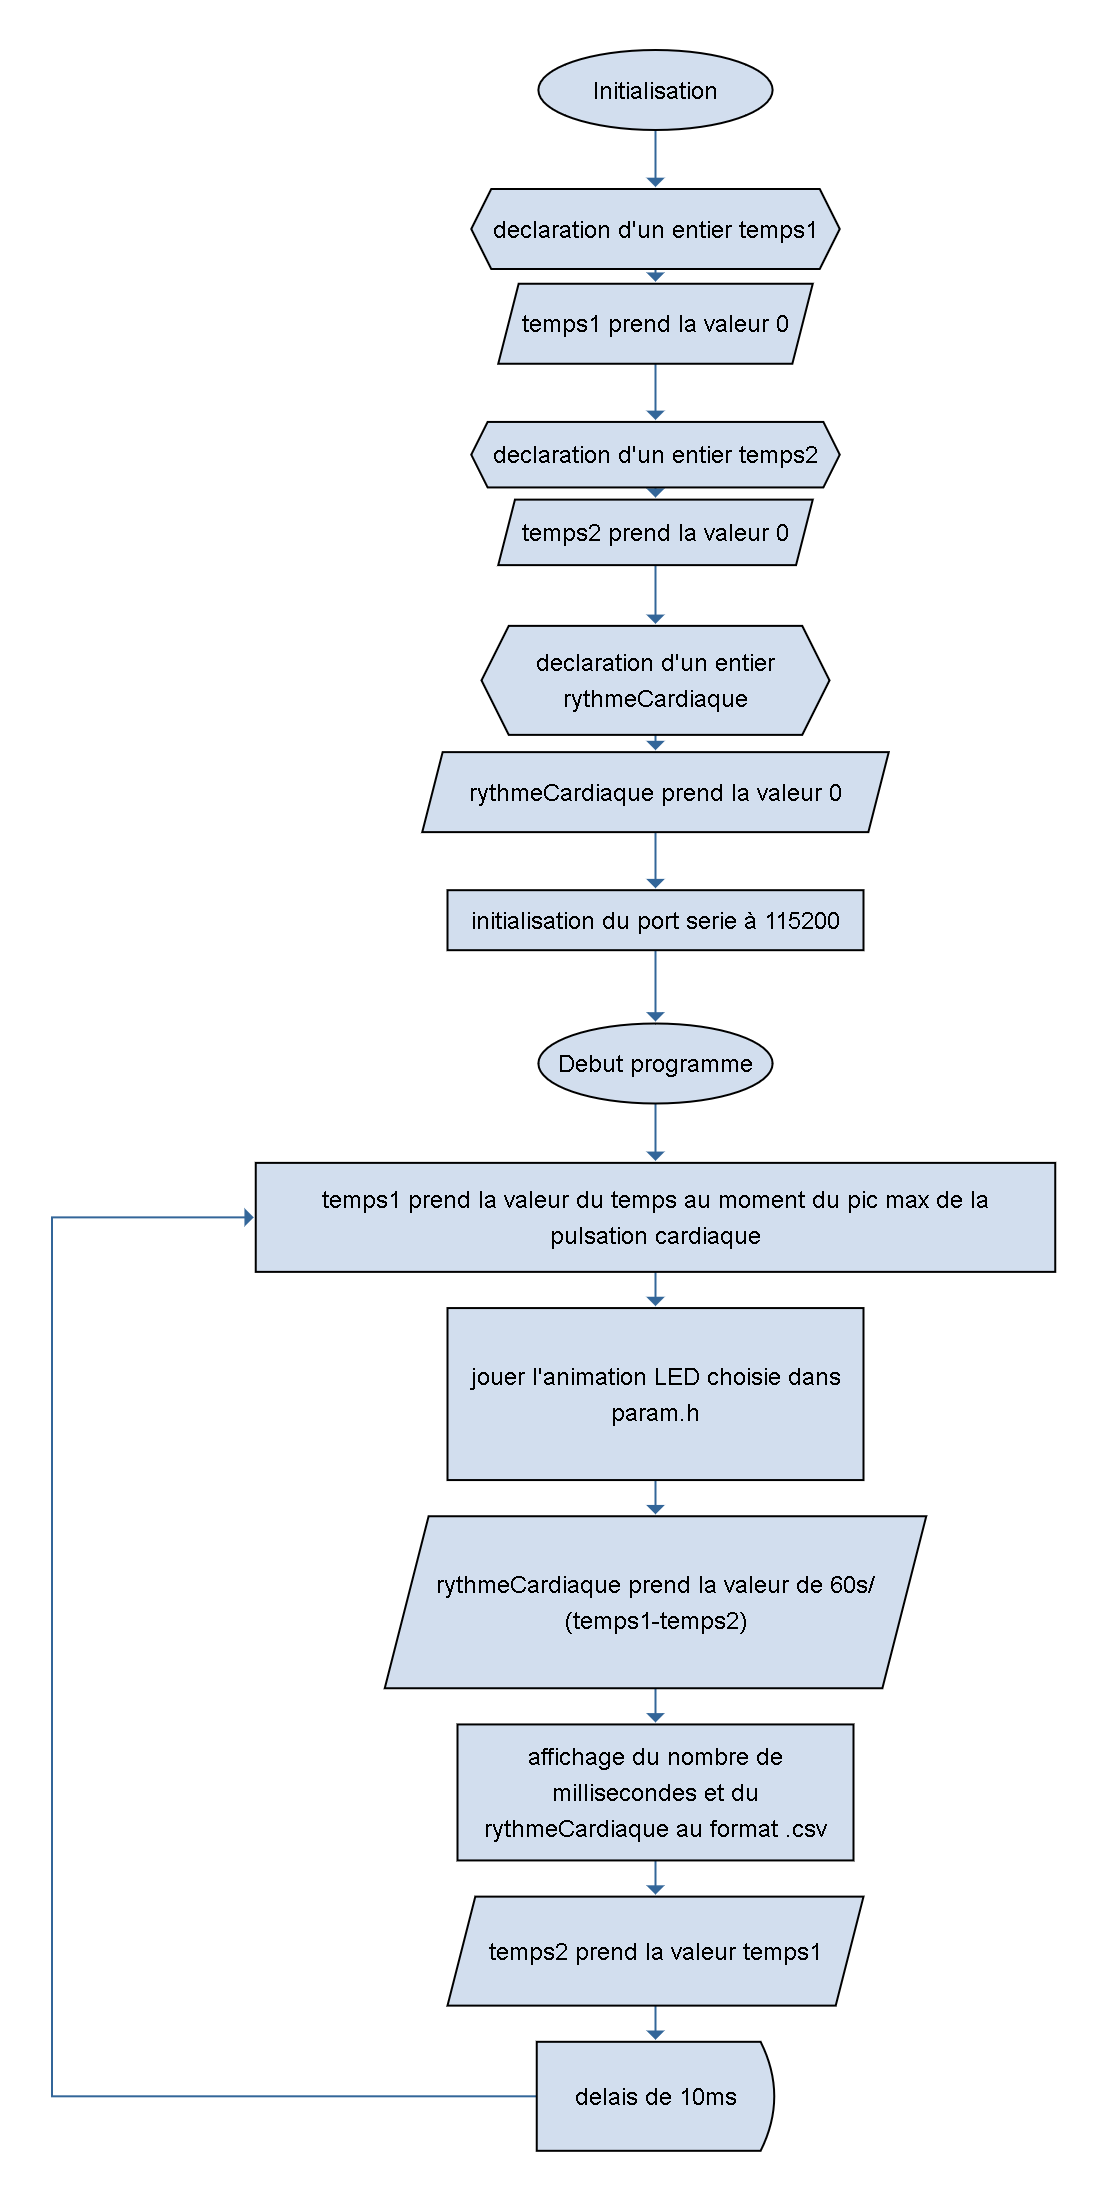 Initialisation
declaration d'un entier temps1
temps1 prend la valeur 0
declaration d'un entier temps2
temps2 prend la valeur 0
declaration d'un entier
rythmeCardiaque
rythmeCardiaque prend la valeur 0
initialisation du port serie à 115200
Debut programme
temps1 prend la valeur du temps au moment du pic max de la
pulsation cardiaque
jouer l'animation LED choisie dans
param.h
rythmeCardiaque prend la valeur de 60s/
(temps1-temps2)
affichage du nombre de
millisecondes et du
rythmeCardiaque au format .csv
temps2 prend la valeur temps1
delais de 10ms